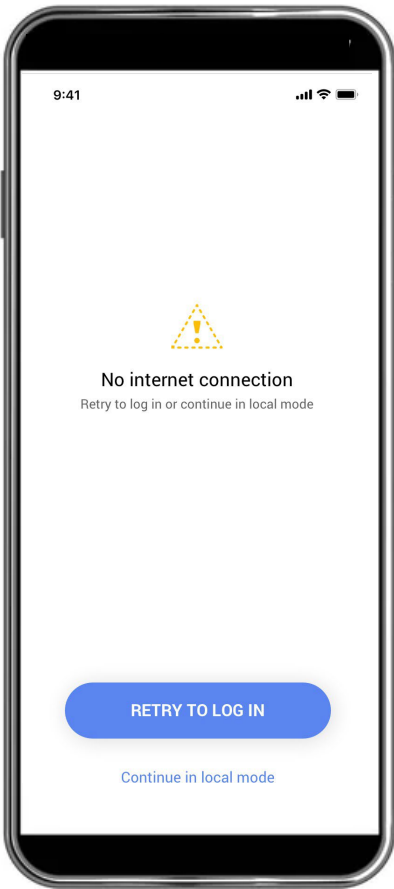 9:41
No internet connection
Retry to log in or continue in local mode
RETRY TO LOG IN
Continue in local mode